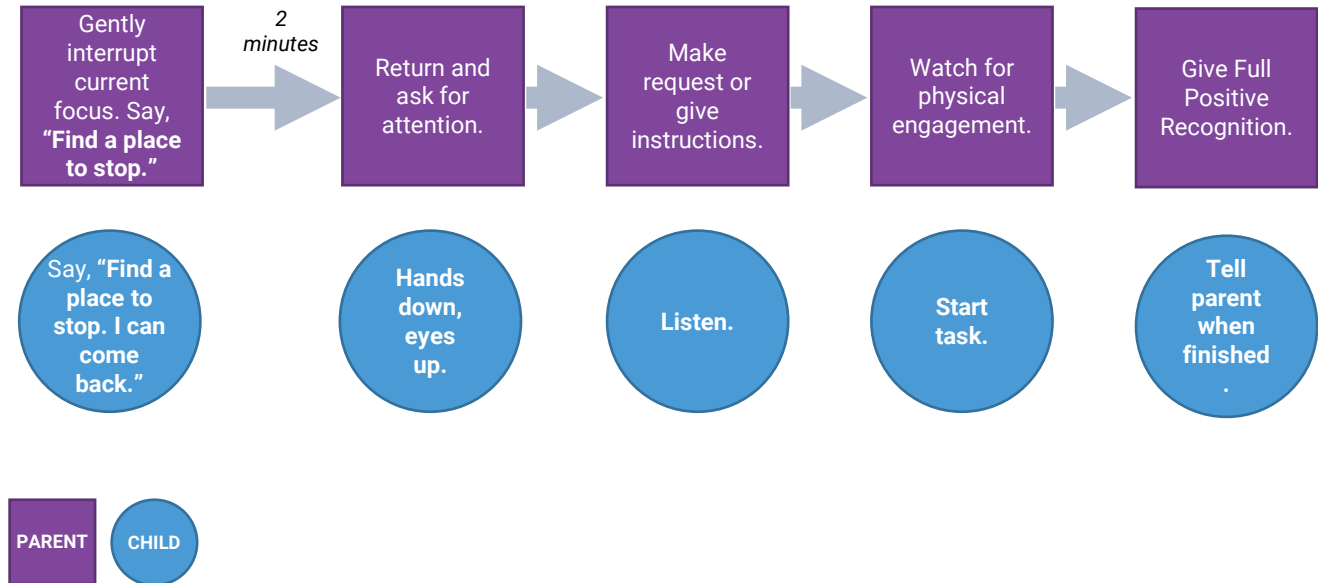 Gently
interrupt
current
focus. Say,
“Find a place
to stop.”
2
minutes
Return and
ask for
attention.
Make
request or
give
instructions.
Watch for
physical
engagement.
Give Full
Positive
Recognition.
Say, “Find a
place to
stop. I can
come
back.”
Hands
down,
eyes
up.
Listen.
Start
task.
Tell
parent
when
finished
.
PARENT
CHILD